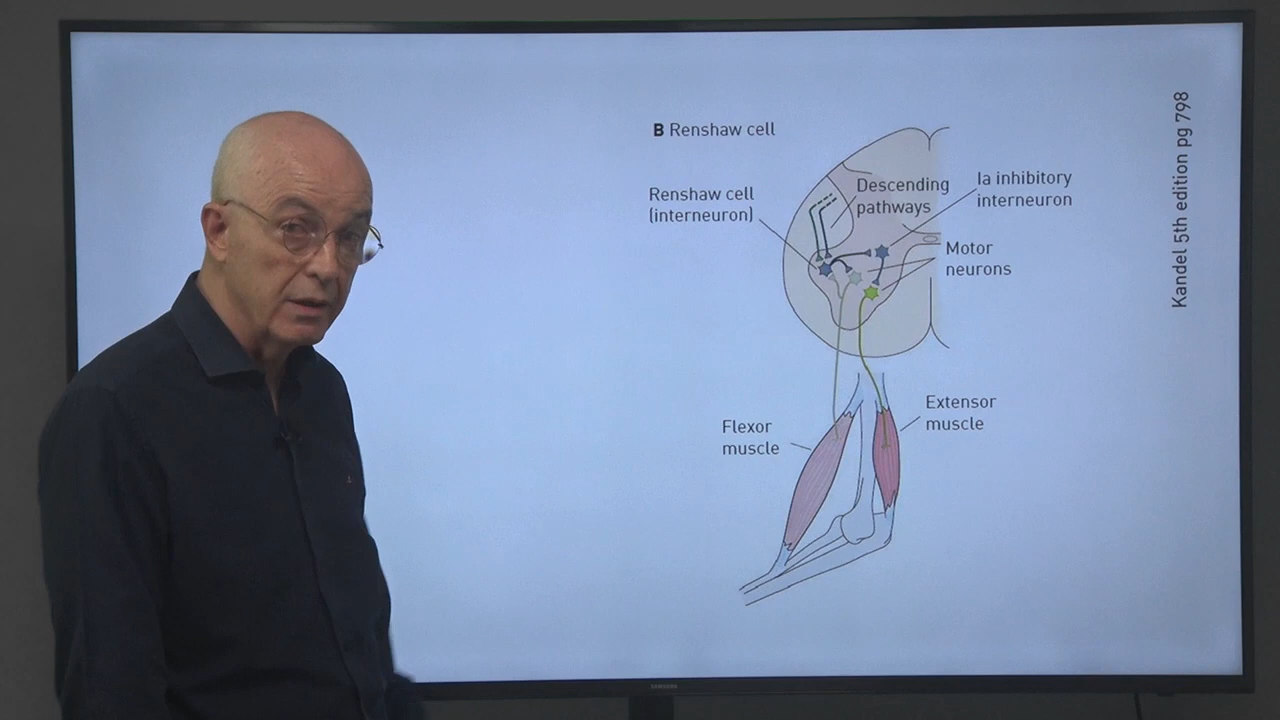 B Renshaw cell
Renshaw cell
(interneuron)
Descending
pathways
Ia inhibitory
interneuron
Motor
neurons
Flexor
muscle
Extensor
muscle
Kandel 5th edition pg 798
SAMSUNG